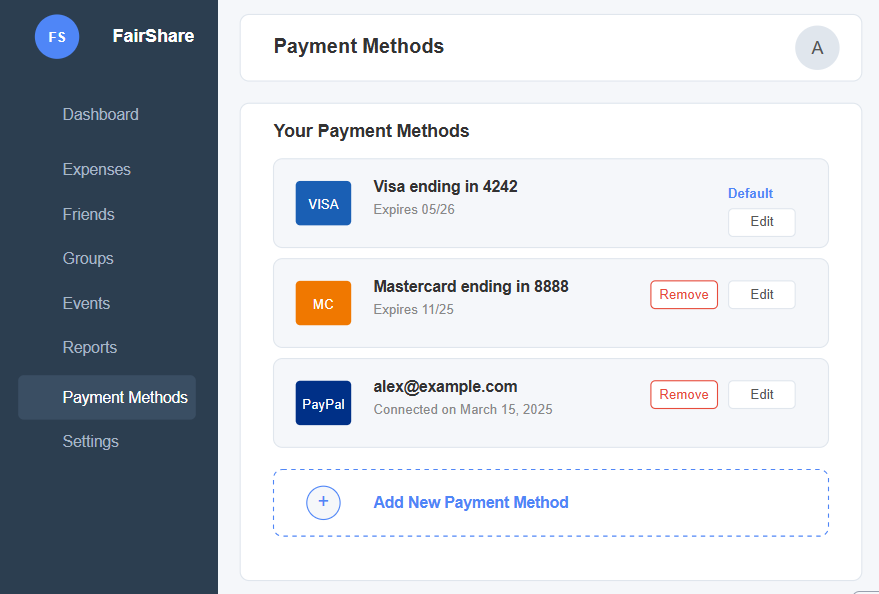 FS
FairShare
Dashboard
Expenses
Friends
Groups
Events
Reports
Payment Methods
Settings
Payment Methods
A
Your Payment Methods
VISA
Visa ending in 4242
Expires 05/26
Default
Edit
MC
Mastercard ending in 8888
Expires 11/25
Remove
Edit
PayPal
alex@example.com
Connected on March 15, 2025
Remove
Edit
+
Add New Payment Method